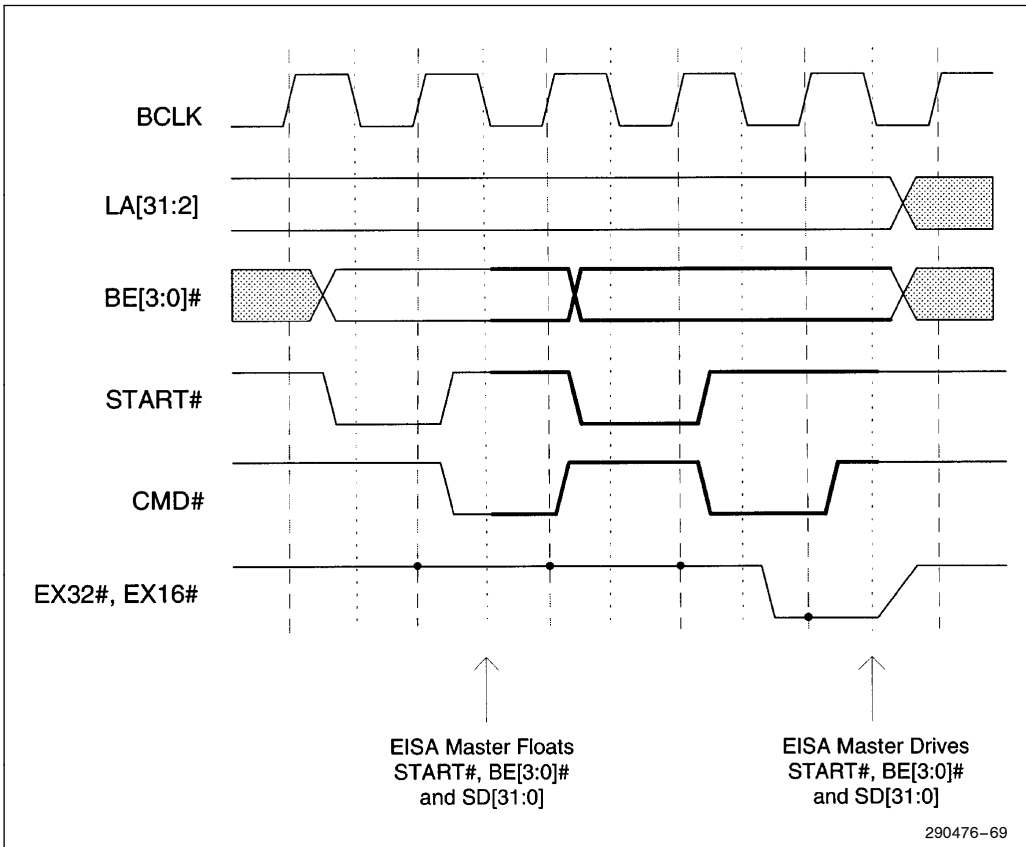 BCLK
LA[31:2]
BE[3:0]#
START#
CMD#
EX32#, EX16#
EISA Master Floats
START#, BE[3:0]#
and SD[31:0]
EISA Master Drives
START#, BE[3:0]#
and SD[31:0]
290476–69